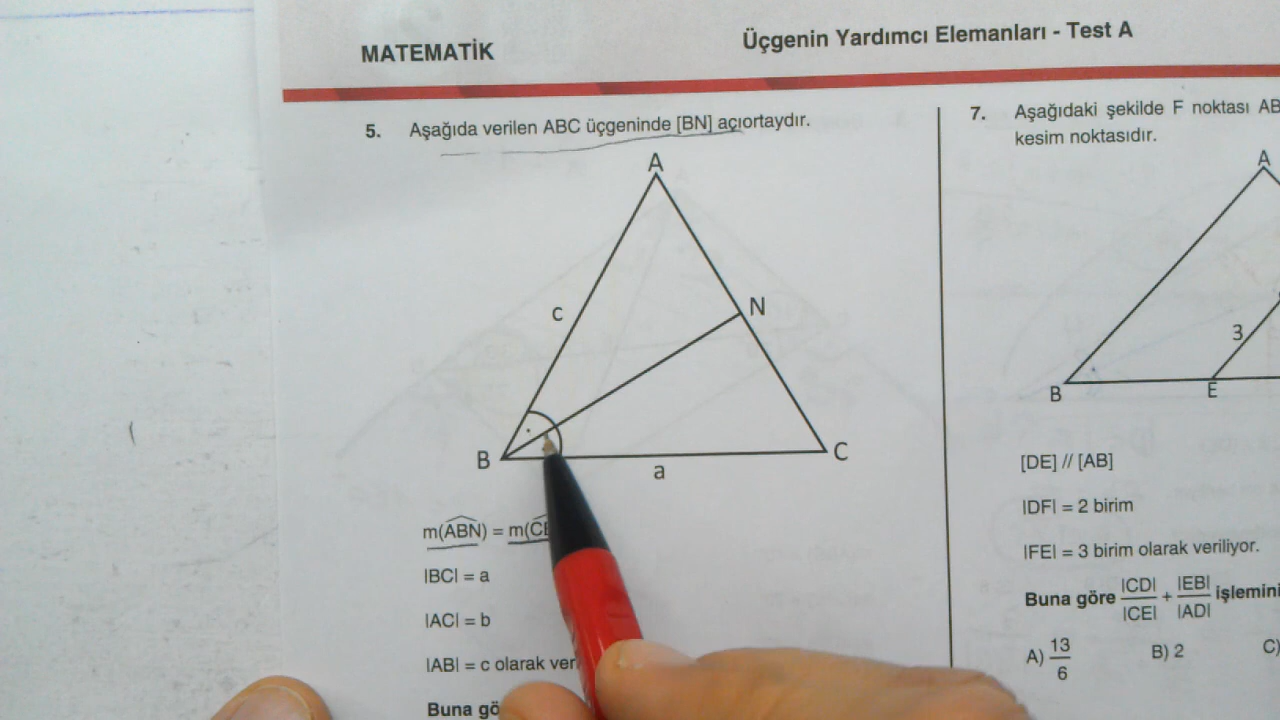 MATEMATİK
Üçgenin Yardımcı Elemanları - Test A
5. Aşağıda verilen ABC üçgeninde [BN] açıortaydır.
A
c
N
B
C
a
m(ABN) = m(CB
|BC| = a
|AC| = b
|AB| = c olarak ver
Buna gö
7. Aşağıdaki şekilde F noktası AB
kesim noktasıdır.
A
3
B
E
[DE] // [AB]
|DF| = 2 birim
|FE| = 3 birim olarak veriliyor.
Buna göre |CD|/|CE| + |EB|/|AD| işlemini
A) 13/6 B) 2 C)